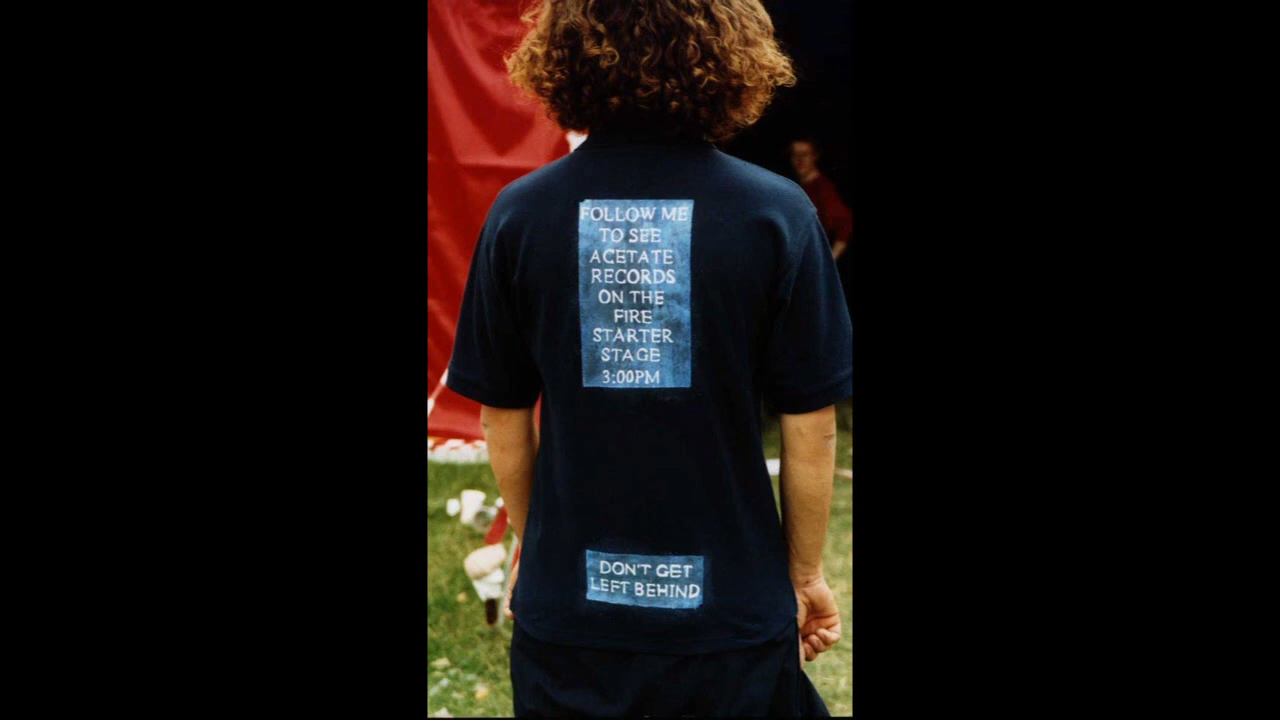 FOLLOW ME
TO SEE
ACETATE
RECORDS
ON THE
FIRE
STARTER
STAGE
3:00PM
DON'T GET
LEFT BEHIND